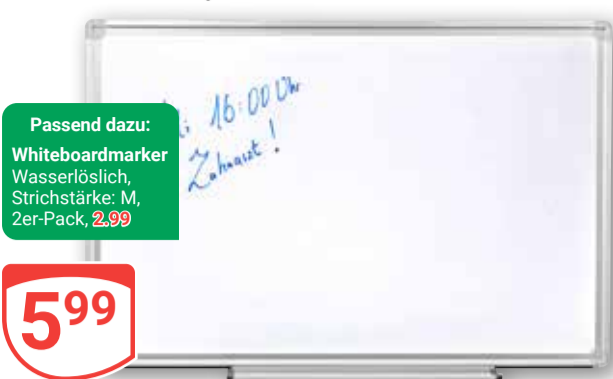 16:00 Uhr
Zahnarzt!
Passend dazu:
Whiteboardmarker
Wasserlöslich,
Strichstärke: M,
2er-Pack, 2.99
5 99